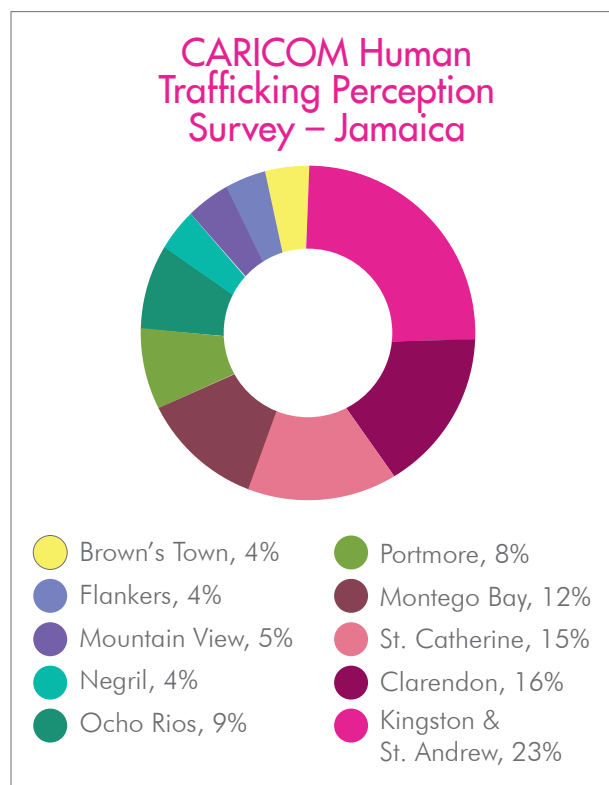 CARICOM Human
Trafficking Perception
Survey – Jamaica
Brown’s Town, 4%
Flankers, 4%
Mountain View, 5%
Negril, 4%
Ocho Rios, 9%
Portmore, 8%
Montego Bay, 12%
St. Catherine, 15%
Clarendon, 16%
Kingston &
St. Andrew, 23%